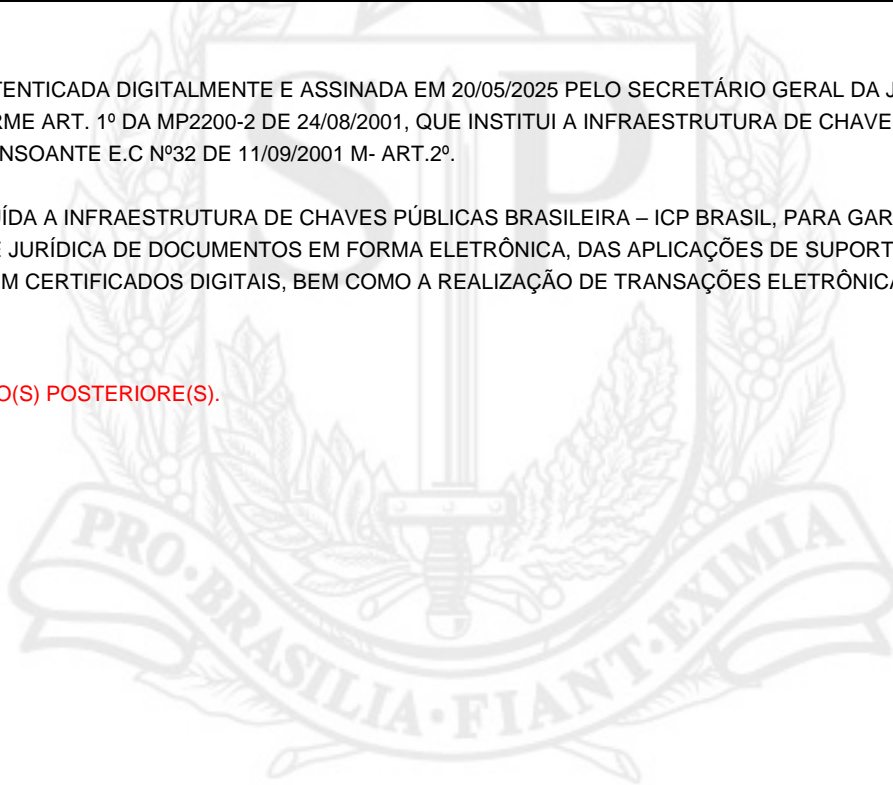 TENTICADA DIGITALMENTE E ASSINADA EM 20/05/2025 PELO SECRETÁRIO GERAL DA J
RME ART. 1º DA MP2200-2 DE 24/08/2001, QUE INSTITUI A INFRAESTRUTURA DE CHAVE
NSOANTE E.C Nº32 DE 11/09/2001 M- ART.2º.
ÍDA A INFRAESTRUTURA DE CHAVES PÚBLICAS BRASILEIRA – ICP BRASIL, PARA GAR
E JURÍDICA DE DOCUMENTOS EM FORMA ELETRÔNICA, DAS APLICAÇÕES DE SUPORT
M CERTIFICADOS DIGITAIS, BEM COMO A REALIZAÇÃO DE TRANSAÇÕES ELETRÔNICA
O(S) POSTERIORE(S).
SP
PRO·BRASILIA·FIANT·EXIMIA